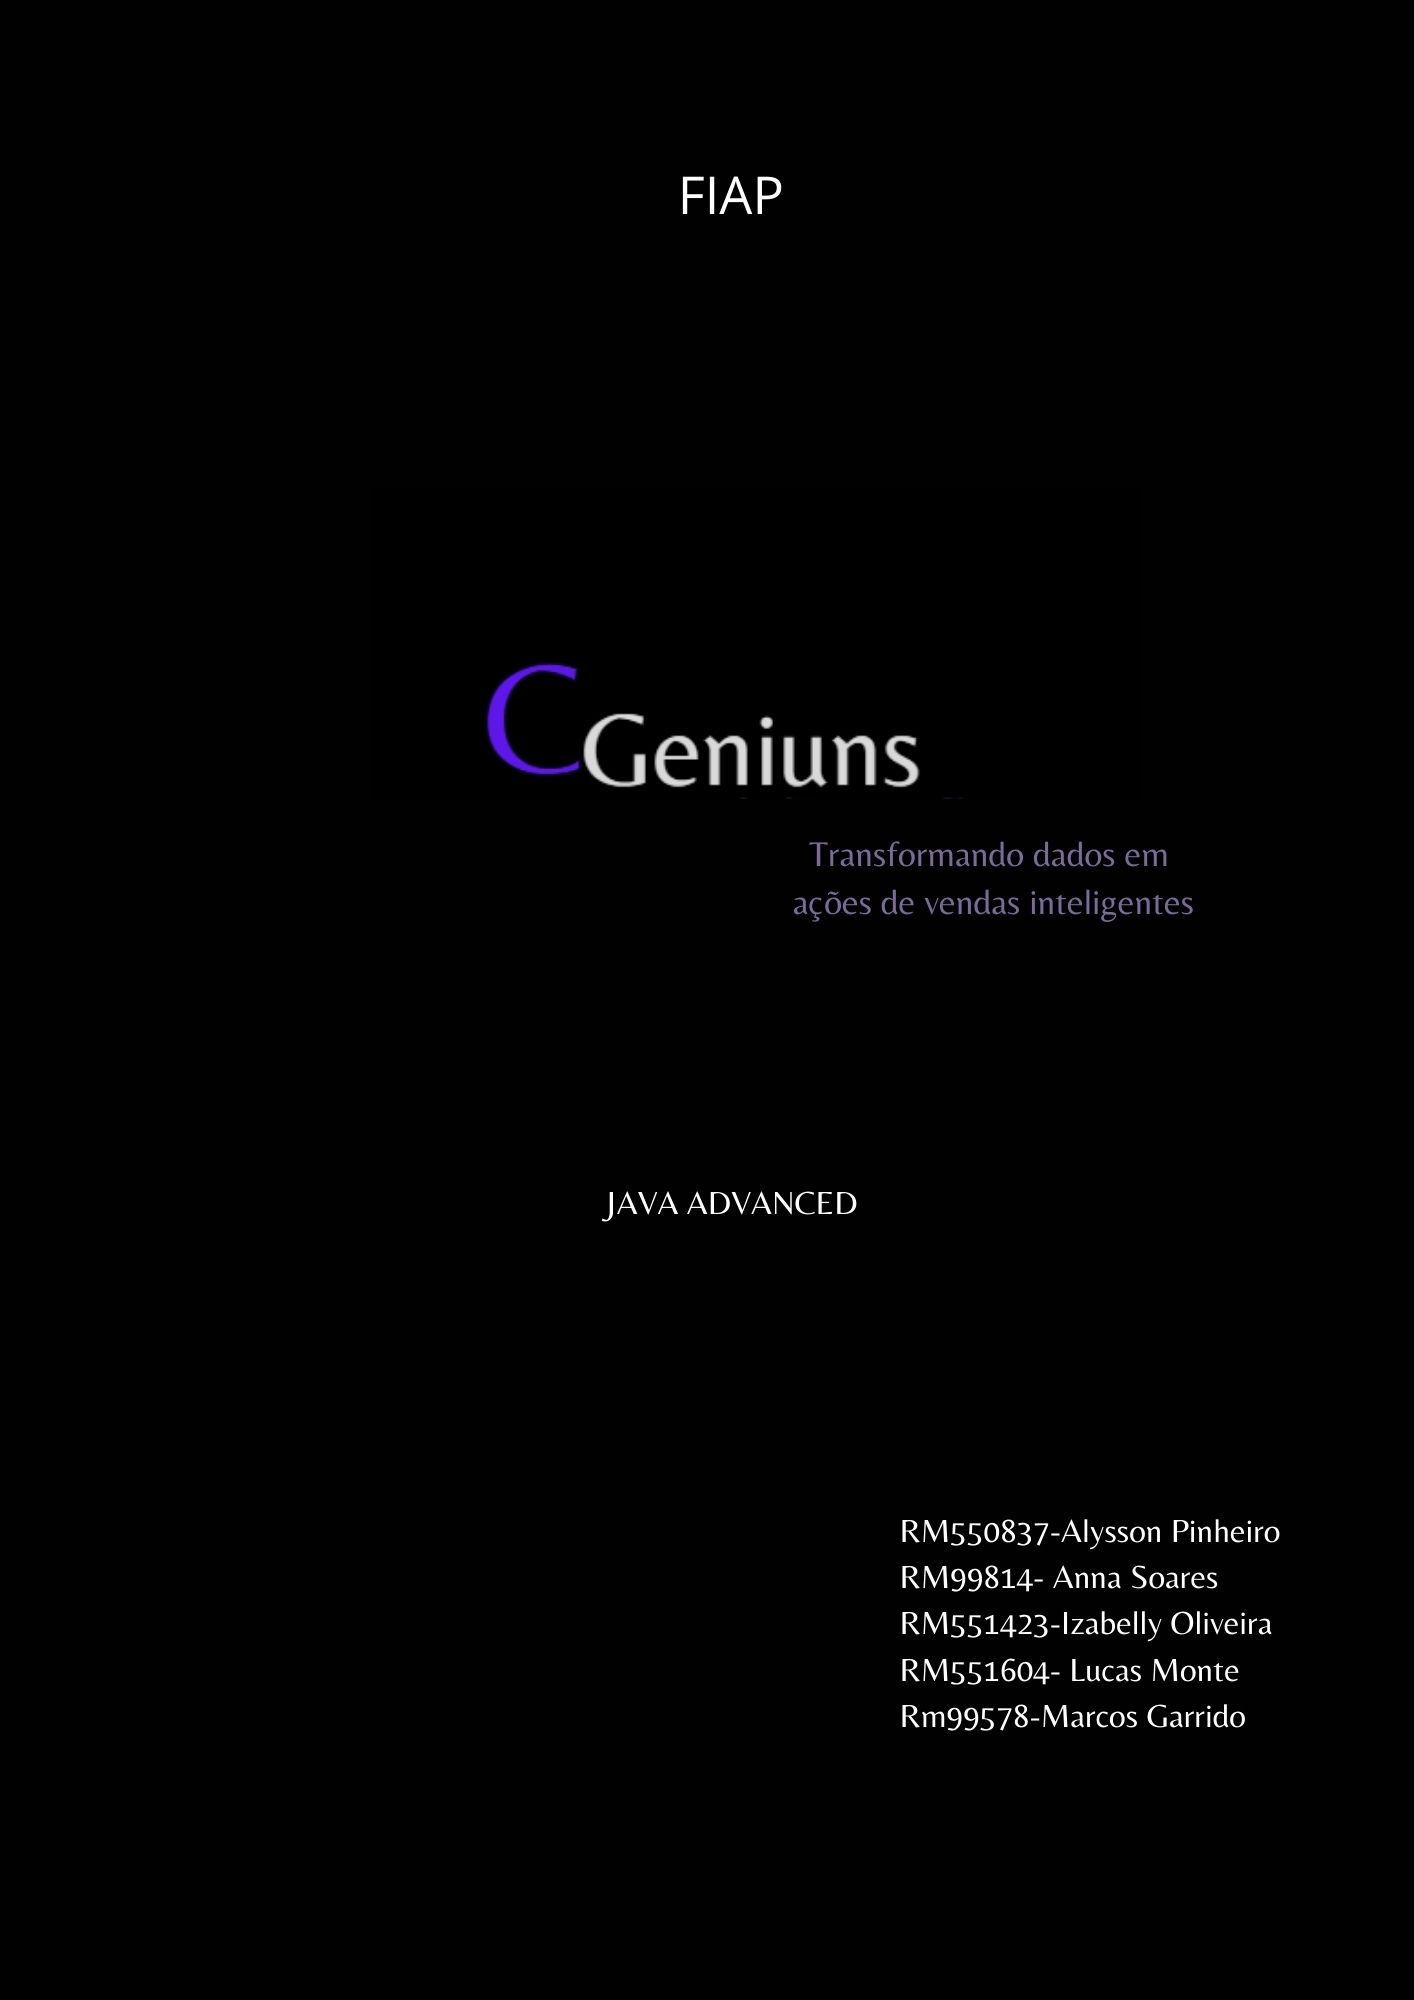 FIAP
CGeniuns
Transformando dados em
ações de vendas inteligentes
JAVA ADVANCED
RM550837-Alysson Pinheiro
RM99814- Anna Soares
RM551423-Izabelly Oliveira
RM551604- Lucas Monte
Rm99578-Marcos Garrido